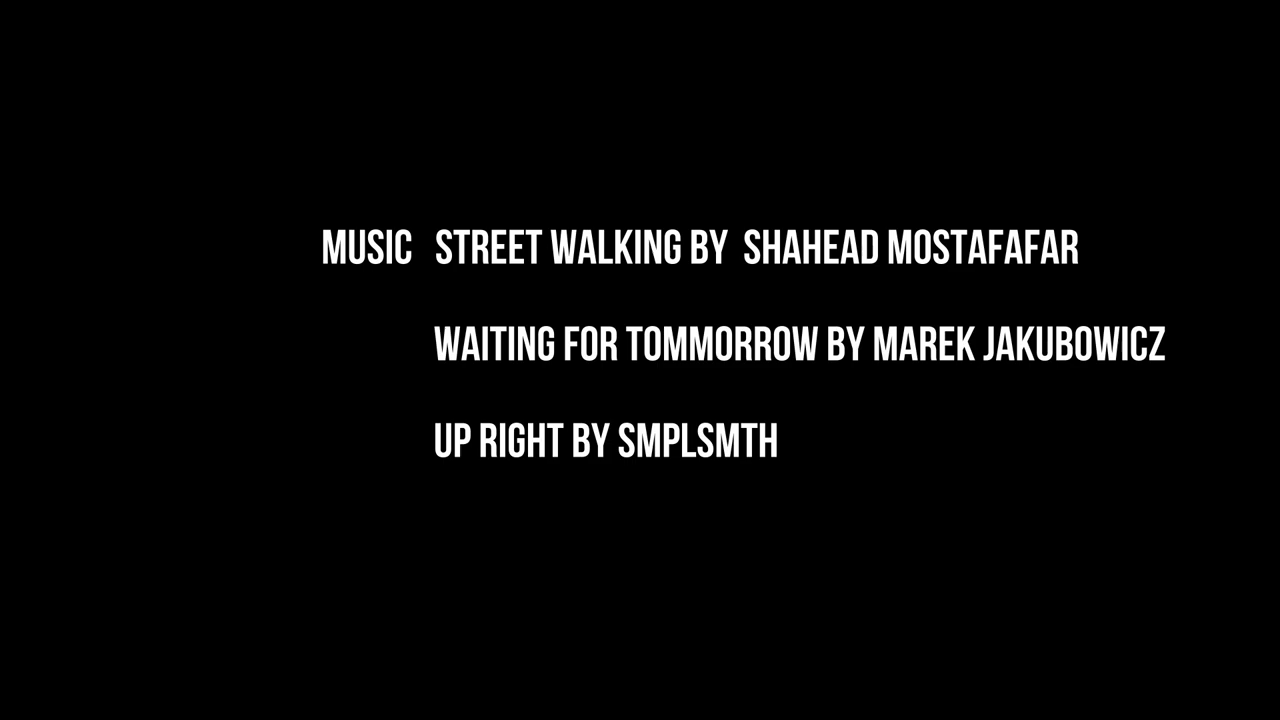 MUSIC STREET WALKING BY SHAHEAD MOSTAFAFAR
WAITING FOR TOMMORROW BY MAREK JAKUBOWICZ
UP RIGHT BY SMPLSMTH